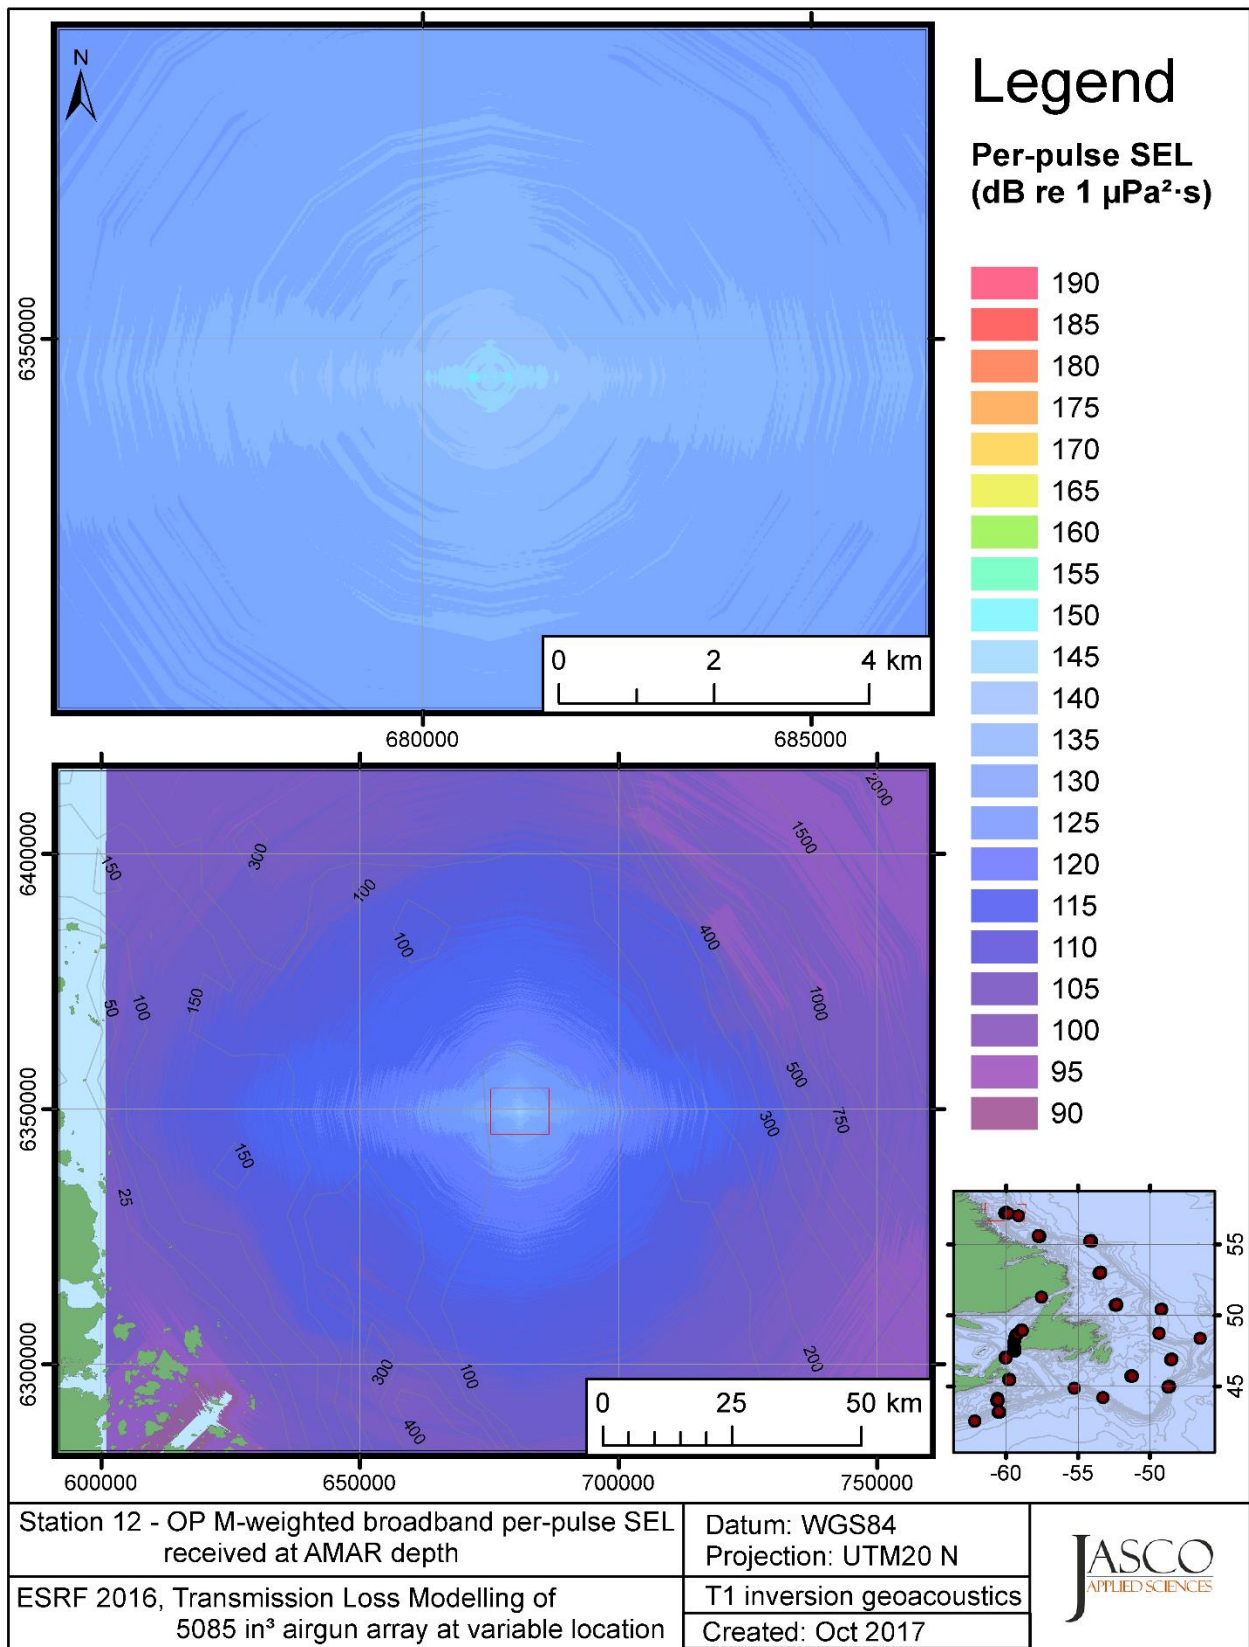 N
6350000
0 2 4 km
680000 685000
Legend
Per-pulse SEL
(dB re 1 µPa²·s)
190
185
180
175
170
165
160
155
150
145
140
135
130
125
120
115
110
105
100
95
90
6400000
6350000
6300000
2000
1500
150
300
100
100
400
50
100
150
1000
500
300
750
150
25
300
100
200
400
0 25 50 km
600000 650000 700000 750000
55
50
45
-60 -55 -50
Station 12 - OP M-weighted broadband per-pulse SEL
received at AMAR depth
ESRF 2016, Transmission Loss Modelling of
5085 in³ airgun array at variable location
Datum: WGS84
Projection: UTM20 N
T1 inversion geoacoustics
Created: Oct 2017
JASCO
APPLIED SCIENCES